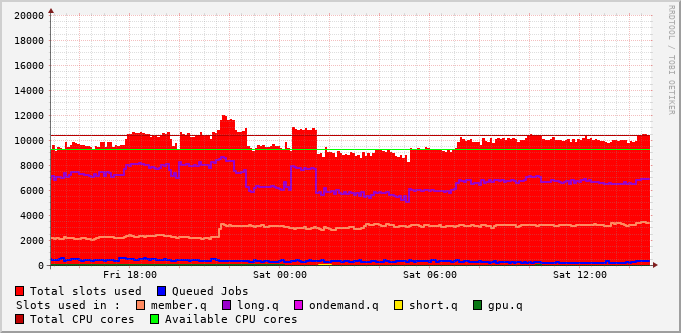 20000
18000
16000
14000
12000
10000
8000
6000
4000
2000
0
Fri 18:00 Sat 00:00 Sat 06:00 Sat 12:00
RRDTOOL / TOBI OETIKER
Total slots used Queued Jobs
Slots used in : member.q long.q ondemand.q short.q gpu.q
Total CPU cores Available CPU cores